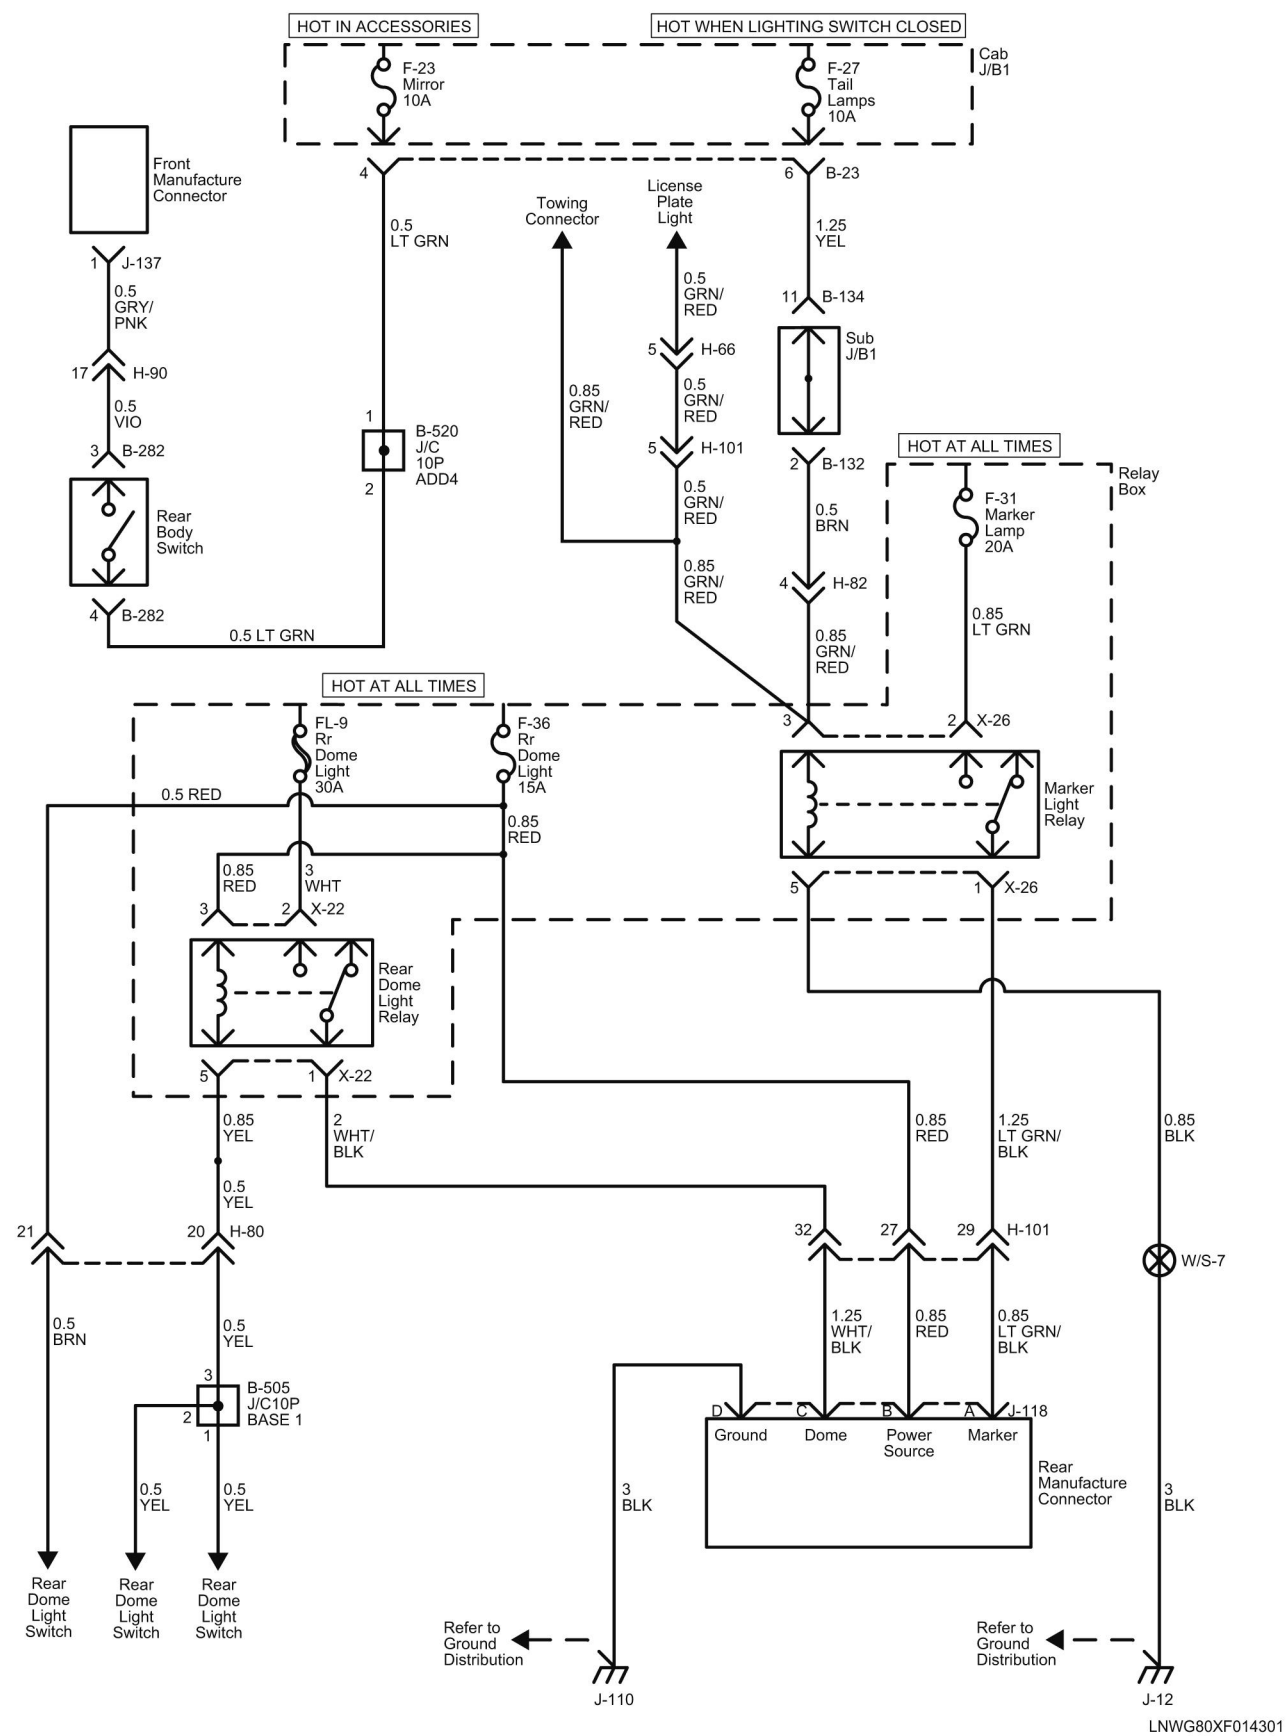 HOT IN ACCESSORIES
HOT WHEN LIGHTING SWITCH CLOSED
Cab
J/B1
F-23
Mirror
10A
F-27
Tail
Lamps
10A
4
6
B-23
Front
Manufacture
Connector
1
J-137
0.5
GRY/
PNK
17
H-90
0.5
VIO
3
B-282
Rear
Body
Switch
4
B-282
0.5 LT GRN
0.5
LT GRN
1
B-520
J/C
10P
ADD4
2
Towing
Connector
License
Plate
Light
0.5
GRN/
RED
5
H-66
0.85
GRN/
RED
0.5
GRN/
RED
5
H-101
0.5
GRN/
RED
0.85
GRN/
RED
1.25
YEL
11
B-134
Sub
J/B1
2
B-132
0.5
BRN
4
H-82
0.85
GRN/
RED
HOT AT ALL TIMES
Relay
Box
F-31
Marker
Lamp
20A
0.85
LT GRN
3
2
X-26
Marker
Light
Relay
5
1
X-26
HOT AT ALL TIMES
FL-9
Rr
Dome
Light
30A
F-36
Rr
Dome
Light
15A
0.5 RED
0.85
RED
0.85
RED
3
WHT
3
2
X-22
Rear
Dome
Light
Relay
5
1
X-22
0.85
YEL
2
WHT/
BLK
0.5
YEL
0.85
RED
1.25
LT GRN/
BLK
0.85
BLK
21
20
H-80
32
27
29
H-101
W/S-7
0.5
BRN
0.5
YEL
1.25
WHT/
BLK
0.85
RED
0.85
LT GRN/
BLK
3
B-505
J/C10P
BASE 1
2
1
0.5
YEL
0.5
YEL
D
C
B
A
J-118
Ground
Dome
Power
Source
Marker
Rear
Manufacture
Connector
3
BLK
3
BLK
Rear
Dome
Light
Switch
Rear
Dome
Light
Switch
Rear
Dome
Light
Switch
Refer to
Ground
Distribution
J-110
Refer to
Ground
Distribution
J-12
LNWG80XF014301